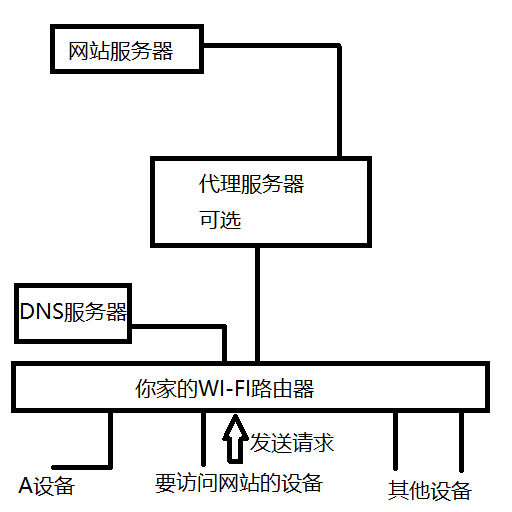 网站服务器
代理服务器
可选
DNS服务器
你家的WI-FI路由器
发送请求
A设备
要访问网站的设备
其他设备